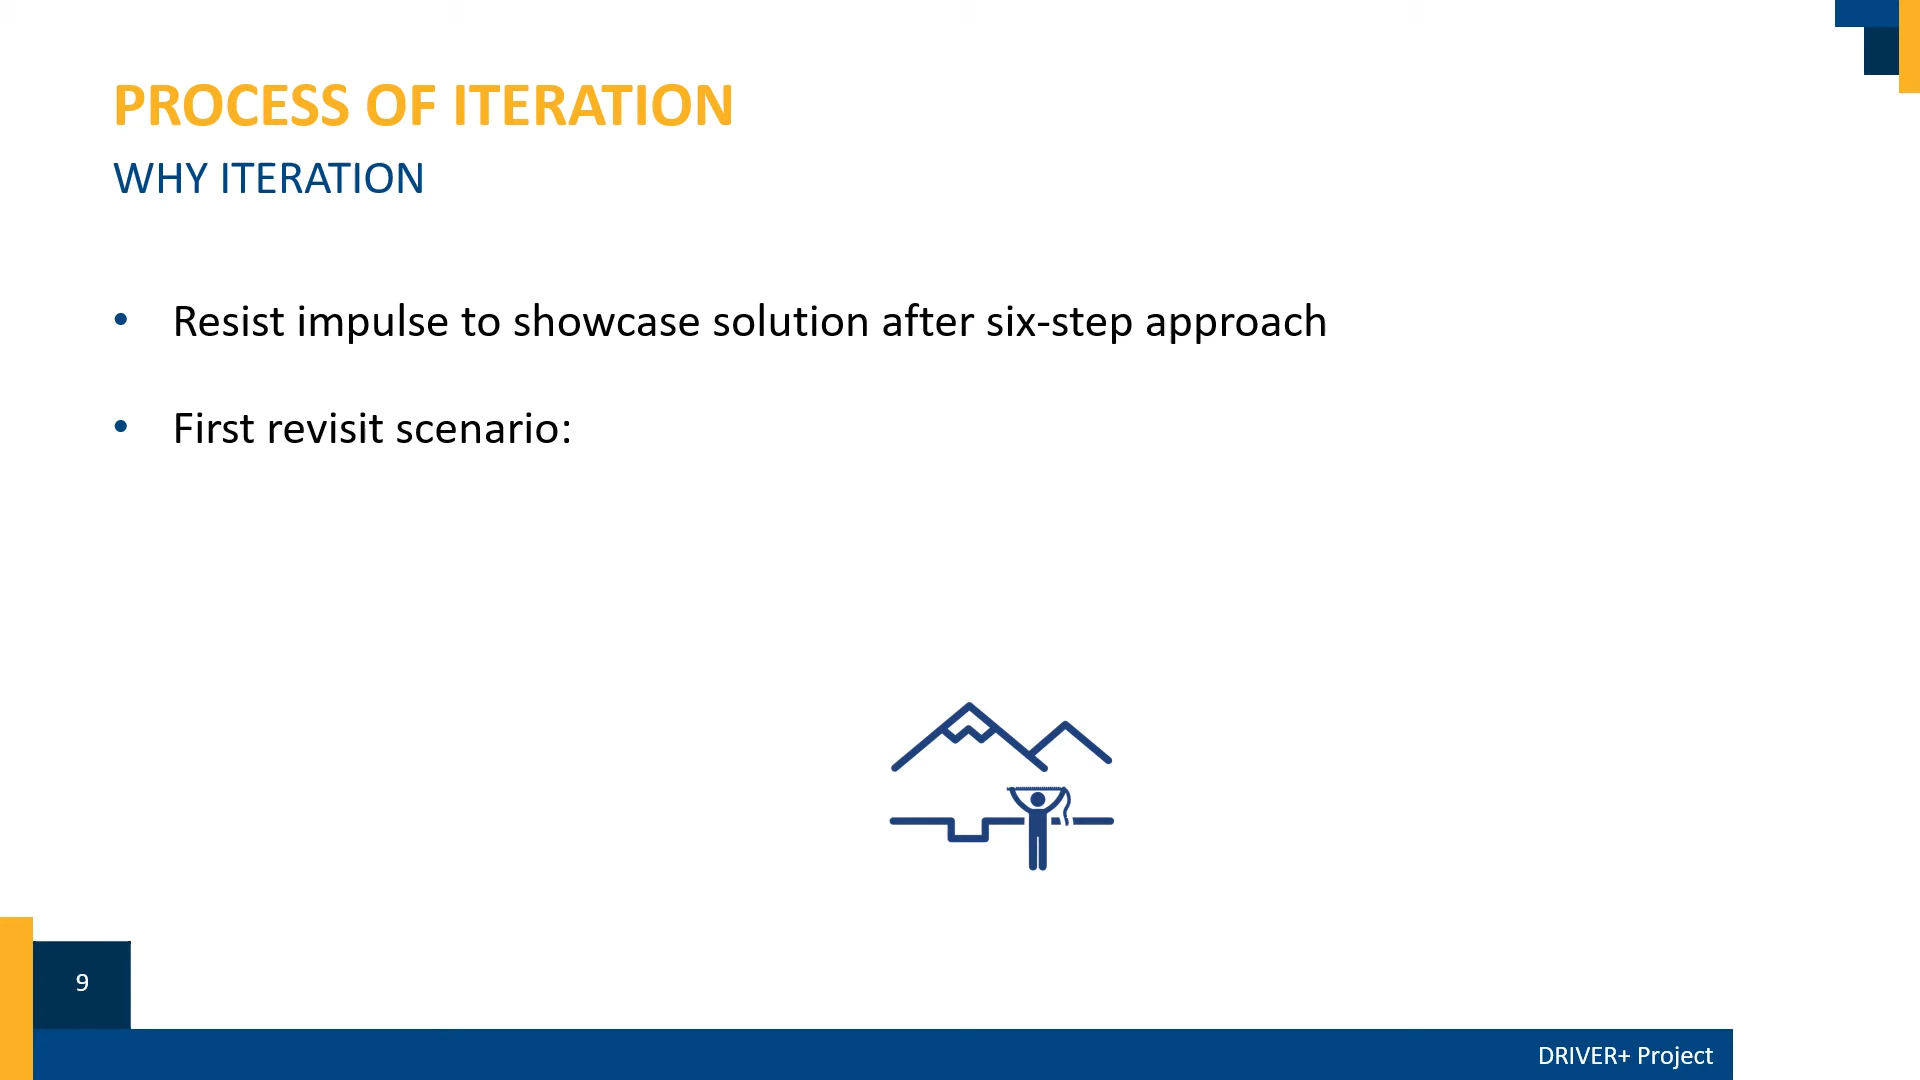 PROCESS OF ITERATION
WHY ITERATION
• Resist impulse to showcase solution after six-step approach
• First revisit scenario:
9
DRIVER+ Project